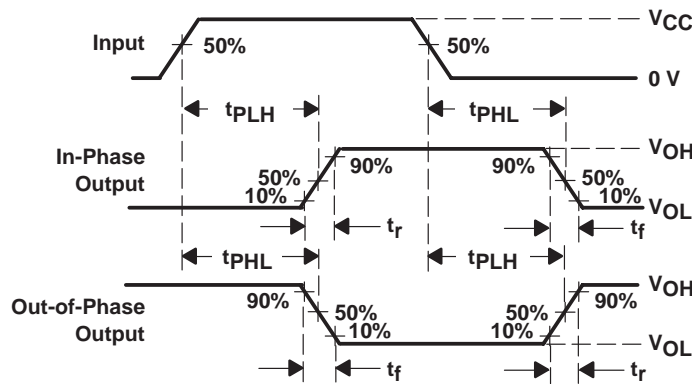 Input
50%
50%
VCC
0 V
tPLH
tPHL
In-Phase
Output
50%
10%
90%
90%
50%
10%
VOH
VOL
tr
tf
tPHL
tPLH
Out-of-Phase
Output
90%
50%
10%
50%
10%
90%
VOH
VOL
tf
tr